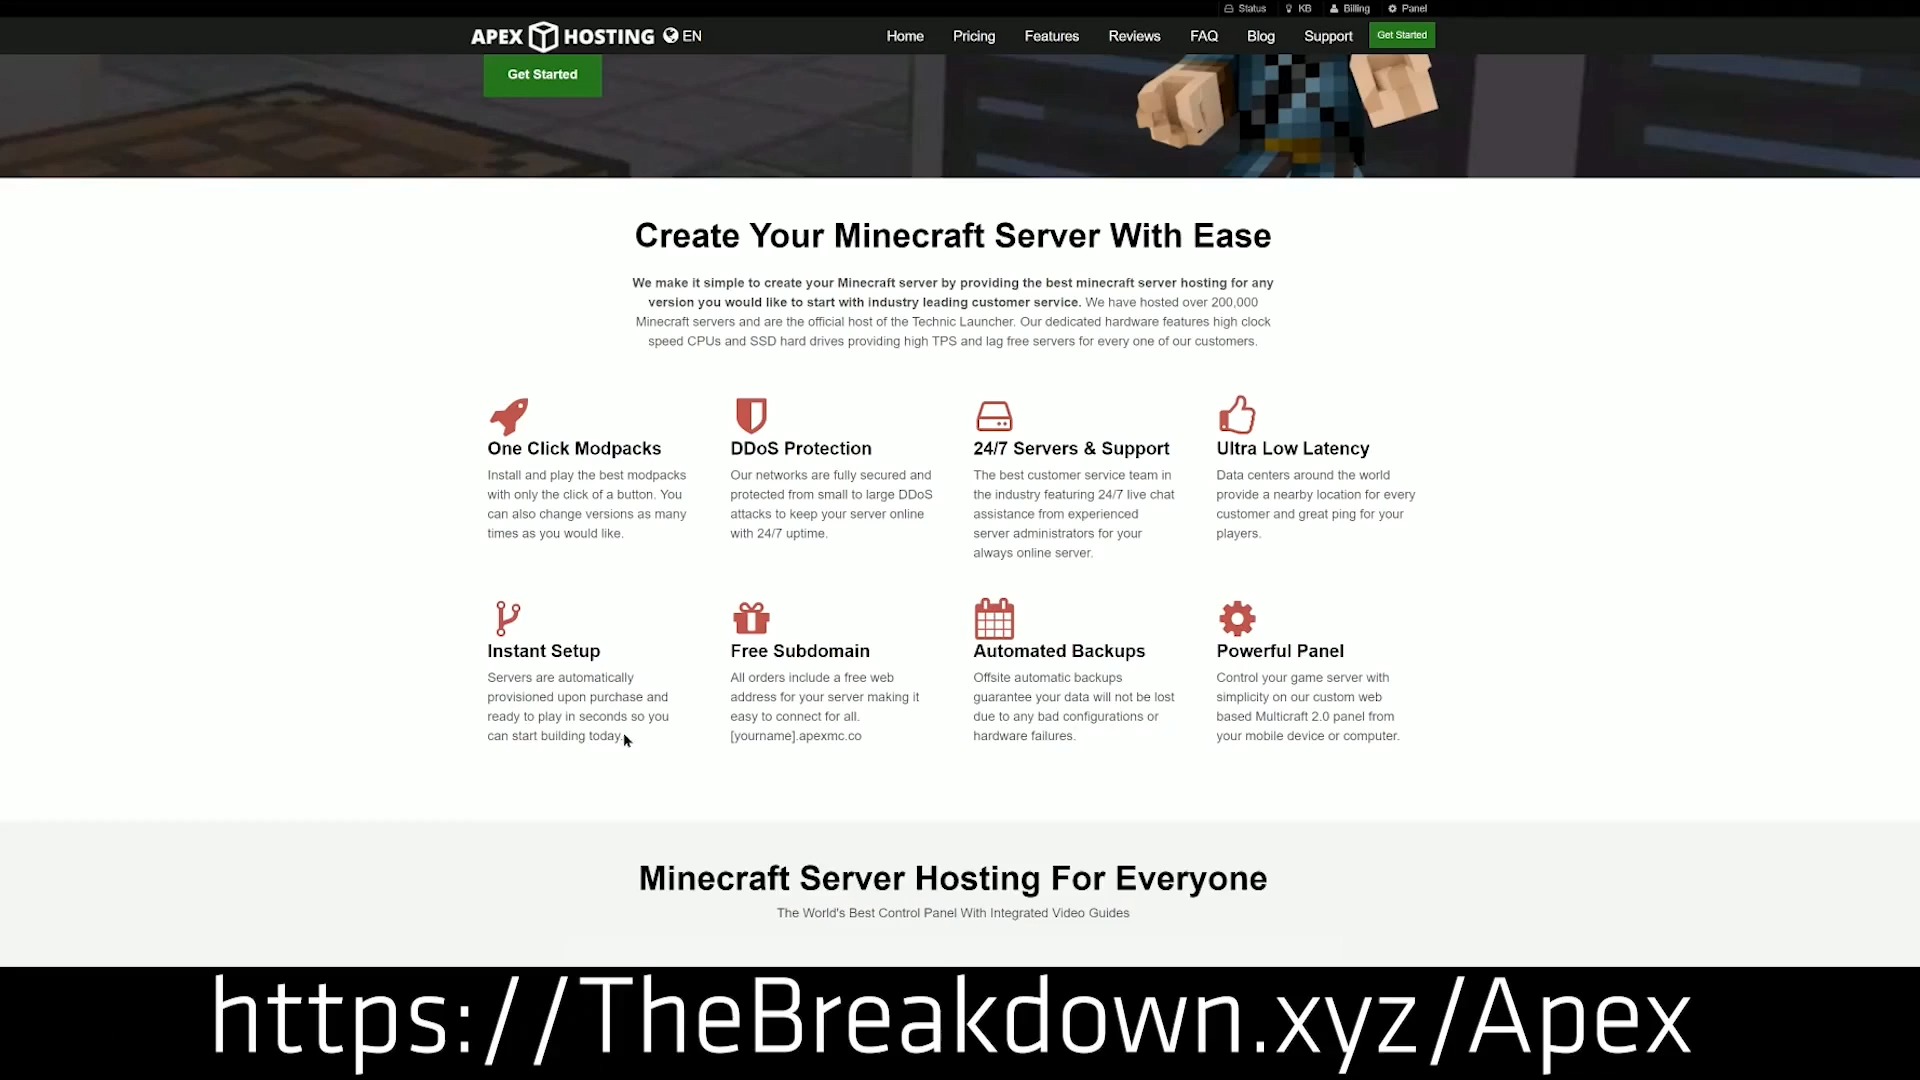 Status KB Billing Panel
APEX HOSTING EN Home Pricing Features Reviews FAQ Blog Support Get Started
Get Started
Create Your Minecraft Server With Ease
We make it simple to create your Minecraft server by providing the best minecraft server hosting for any
version you would like to start with industry leading customer service. We have hosted over 200,000
Minecraft servers and are the official host of the Technic Launcher. Our dedicated hardware features high clock
speed CPUs and SSD hard drives providing high TPS and lag free servers for every one of our customers.
One Click Modpacks
Install and play the best modpacks
with only the click of a button. You
can also change versions as many
times as you would like.
DDoS Protection
Our networks are fully secured and
protected from small to large DDoS
attacks to keep your server online
with 24/7 uptime.
24/7 Servers & Support
The best customer service team in
the industry featuring 24/7 live chat
assistance from experienced
server administrators for your
always online server.
Ultra Low Latency
Data centers around the world
provide a nearby location for every
customer and great ping for your
players.
Instant Setup
Servers are automatically
provisioned upon purchase and
ready to play in seconds so you
can start building today.
Free Subdomain
All orders include a free web
address for your server making it
easy to connect for all.
[yourname].apexmc.co
Automated Backups
Offsite automatic backups
guarantee your data will not be lost
due to any bad configurations or
hardware failures.
Powerful Panel
Control your game server with
simplicity on our custom web
based Multicraft 2.0 panel from
your mobile device or computer.
Minecraft Server Hosting For Everyone
The World's Best Control Panel With Integrated Video Guides
https://TheBreakdown.xyz/Apex